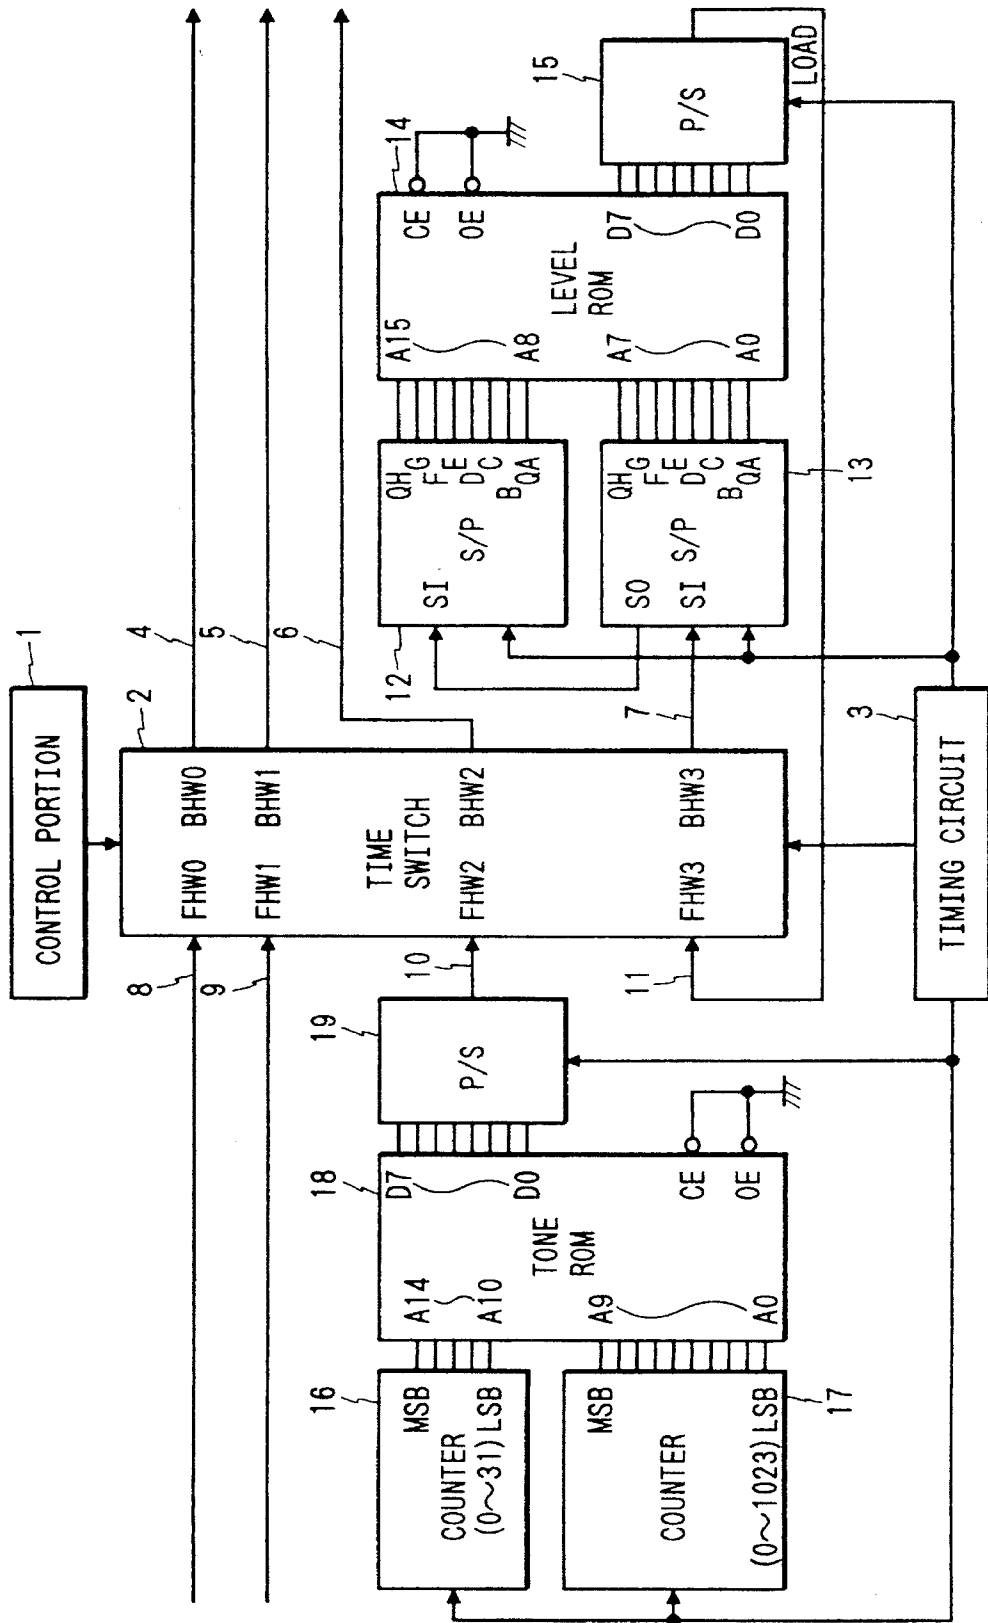 1
CONTROL PORTION
2
4
5
6
8
9
FHW0 BHW0
FHW1 BHW1
TIME
SWITCH
FHW2 BHW2
FHW3 BHW3
10
11
7
3
TIMING CIRCUIT
16
MSB
COUNTER
(0~31) LSB
17
MSB
COUNTER
(0~1023) LSB
18
A14
A10
A9
A0
TONE
ROM
D7
D0
CE
OE
19
P/S
12
SI
S/P
QH
G
F
E
D
C
B
QA
13
SO
SI
S/P
QH
G
F
E
D
C
B
QA
14
A15
A8
A7
A0
LEVEL
ROM
CE
OE
D7
D0
15
P/S
LOAD